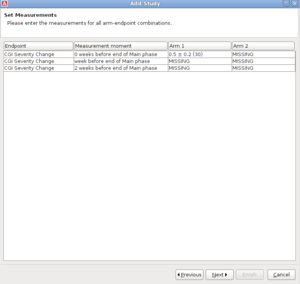 Add Study
Set Measurements
Please enter the measurements for all arm-endpoint combinations.
Endpoint Measurement moment Arm 1 Arm 2
CGI Severity Change 0 weeks before end of Main phase 0.5 ± 0.2 (30) MISSING
CGI Severity Change week before end of Main phase MISSING MISSING
CGI Severity Change 2 weeks before end of Main phase MISSING MISSING
Previous Next Finish Cancel